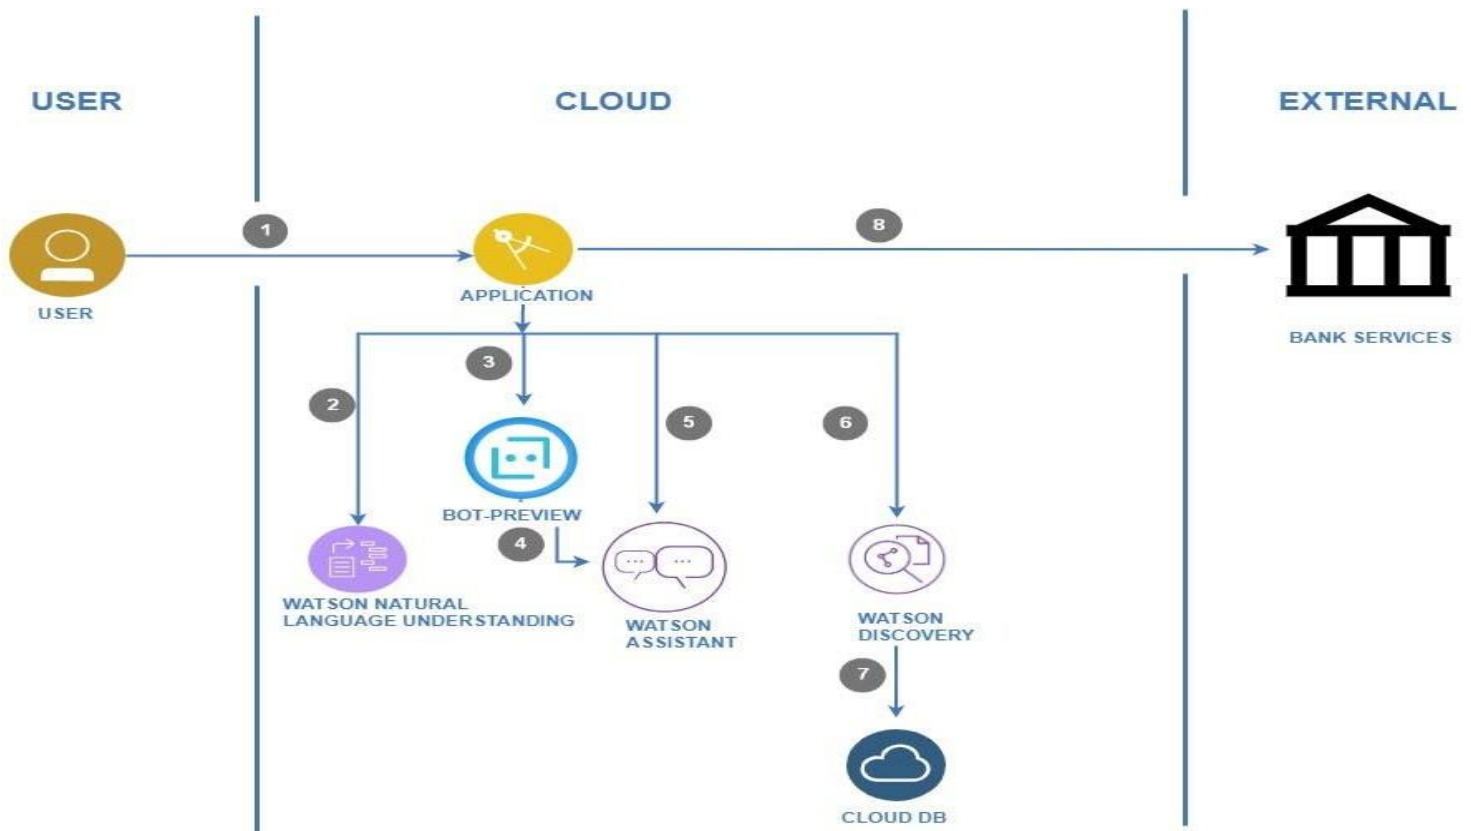 USER
CLOUD
EXTERNAL
1
8
USER
APPLICATION
BANK SERVICES
3
2
5
6
BOT-PREVIEW
4
WATSON NATURAL
LANGUAGE UNDERSTANDING
WATSON
ASSISTANT
WATSON
DISCOVERY
7
CLOUD DB